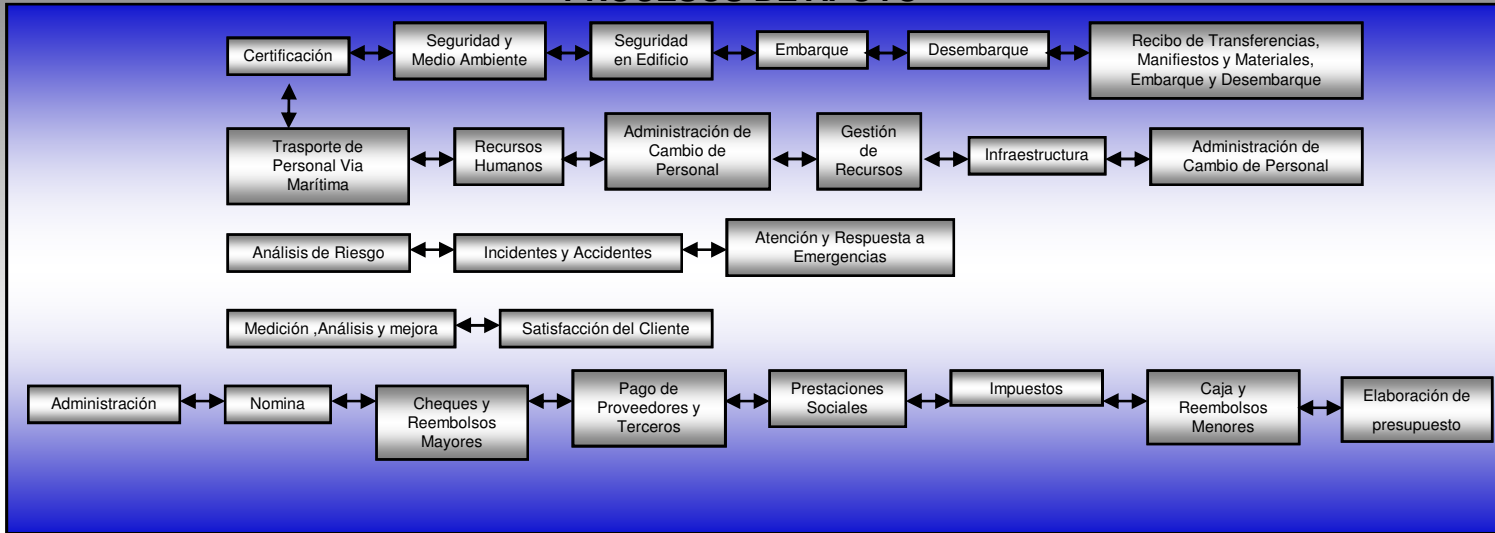 PROCESOS DE APOYO
Certificación
Seguridad y
Medio Ambiente
Seguridad
en Edificio
Embarque
Desembarque
Recibo de Transferencias,
Manifiestos y Materiales,
Embarque y Desembarque
Trasporte de
Personal Via
Marítima
Recursos
Humanos
Administración de
Cambio de
Personal
Gestión
de
Recursos
Infraestructura
Administración de
Cambio de Personal
Análisis de Riesgo
Incidentes y Accidentes
Atención y Respuesta a
Emergencias
Medición ,Análisis y mejora
Satisfacción del Cliente
Administración
Nomina
Cheques y
Reembolsos
Mayores
Pago de
Proveedores y
Terceros
Prestaciones
Sociales
Impuestos
Caja y
Reembolsos
Menores
Elaboración de
presupuesto